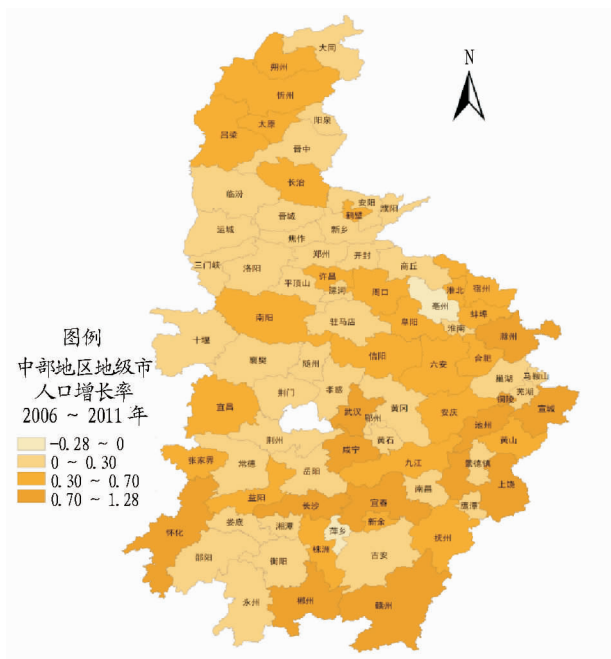 N
大同
朔州
忻州
阳泉
太原
吕梁
晋中
长治
临汾
安阳
濮阳
鹤壁
晋城
运城
新乡
焦作
郑州
开封
三门峡
洛阳
商丘
许昌
平顶山
漯河
周口
淮北
宿州
亳州
蚌埠
南阳
驻马店
阜阳
淮南
滁州
十堰
信阳
六安
合肥
襄樊
随州
巢湖
马鞍山
荆门
孝感
芜湖
铜陵
宣城
宜昌
武汉
黄冈
鄂州
安庆
池州
荆州
黄石
黄山
咸宁
张家界
常德
岳阳
九江
景德镇
上饶
南昌
益阳
长沙
宜春
鹰潭
怀化
娄底
湘潭
萍乡
新余
抚州
株洲
邵阳
衡阳
吉安
永州
郴州
赣州
图例
中部地区地级市
人口增长率
2006 ~ 2011 年
-0.28 ~ 0
0 ~ 0.30
0.30 ~ 0.70
0.70 ~ 1.28